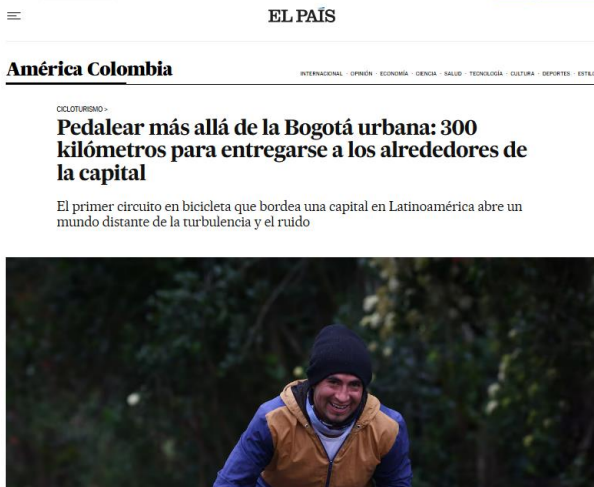 EL PAÍS
América Colombia
INTERNACIONAL · OPINIÓN · ECONOMÍA · CIENCIA · SALUD · TECNOLOGÍA · CULTURA · DEPORTES · ESTIL
CICLOTURISMO >
Pedalear más allá de la Bogotá urbana: 300
kilómetros para entregarse a los alrededores de
la capital
El primer circuito en bicicleta que bordea una capital en Latinoamérica abre un
mundo distante de la turbulencia y el ruido